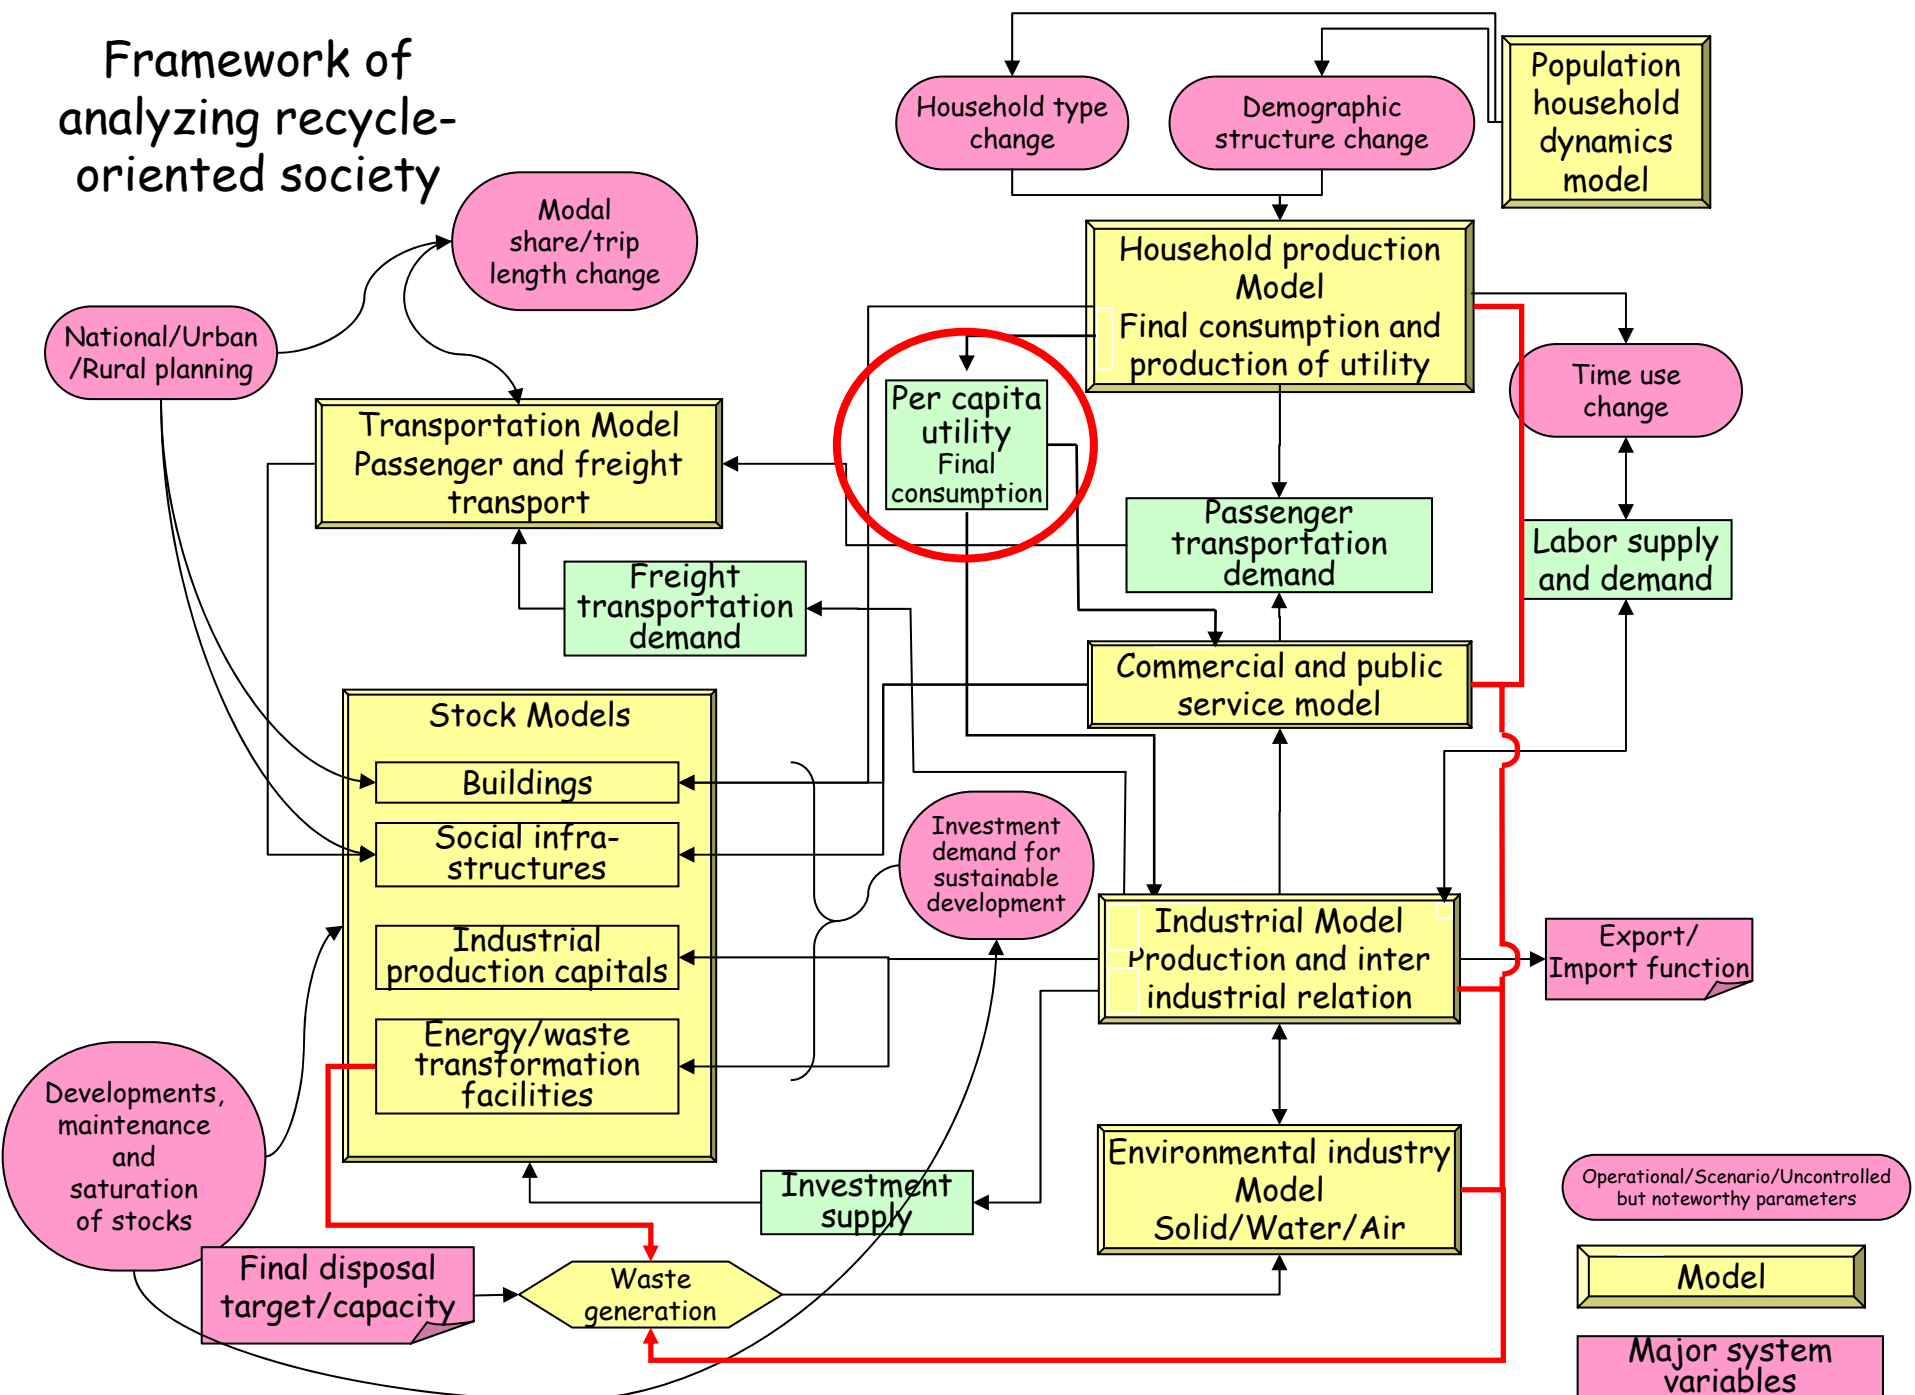 Framework of
analyzing recycle-
oriented society
Household type
change
Demographic
structure change
Population
household
dynamics
model
Modal
share/trip
length change
Household production
Model
Final consumption and
production of utility
National/Urban
/Rural planning
Time use
change
Per capita
utility
Final
consumption
Transportation Model
Passenger and freight
transport
Passenger
transportation
demand
Labor supply
and demand
Freight
transportation
demand
Commercial and public
service model
Stock Models
Buildings
Social infra-
structures
Industrial
production capitals
Energy/waste
transformation
facilities
Investment
demand for
sustainable
development
Industrial Model
Production and inter
industrial relation
Export/
Import function
Developments,
maintenance
and
saturation
of stocks
Environmental industry
Model
Solid/Water/Air
Investment
supply
Final disposal
target/capacity
Waste
generation
Operational/Scenario/Uncontrolled
but noteworthy parameters
Model
Major system
variables